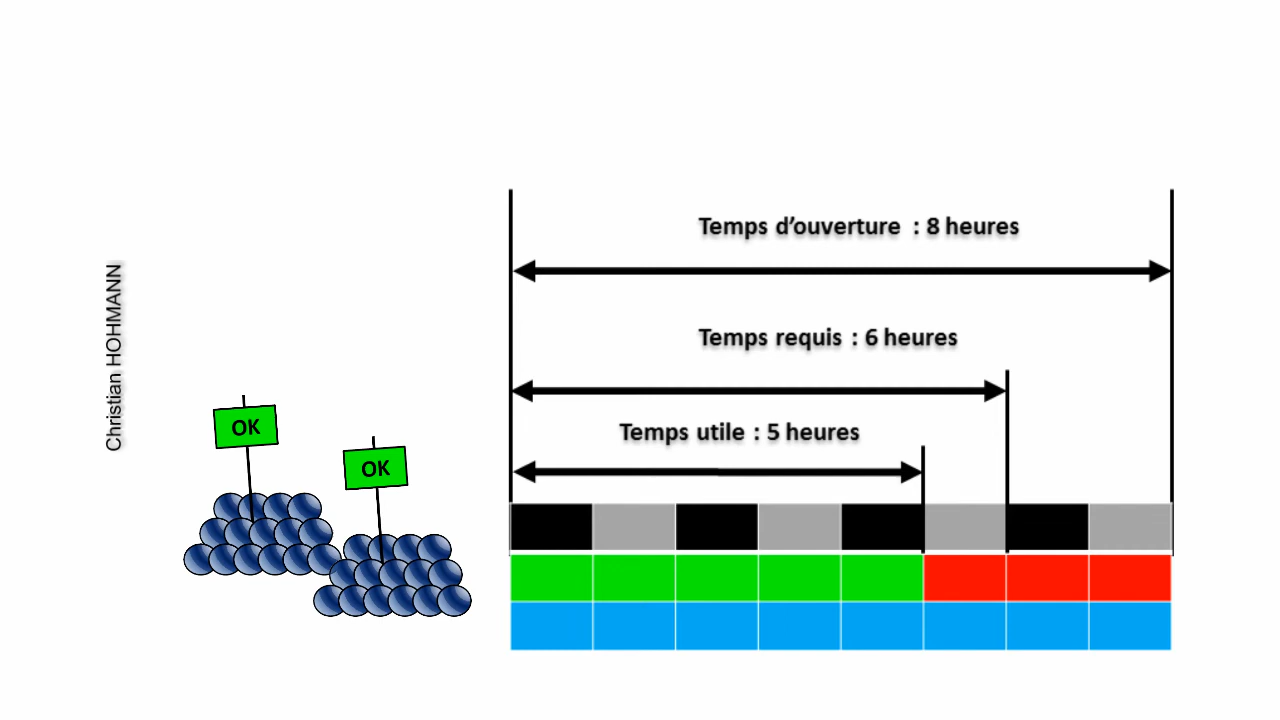 Temps d’ouverture : 8 heures
Temps requis : 6 heures
Temps utile : 5 heures
Christian HOHMANN
OK
OK